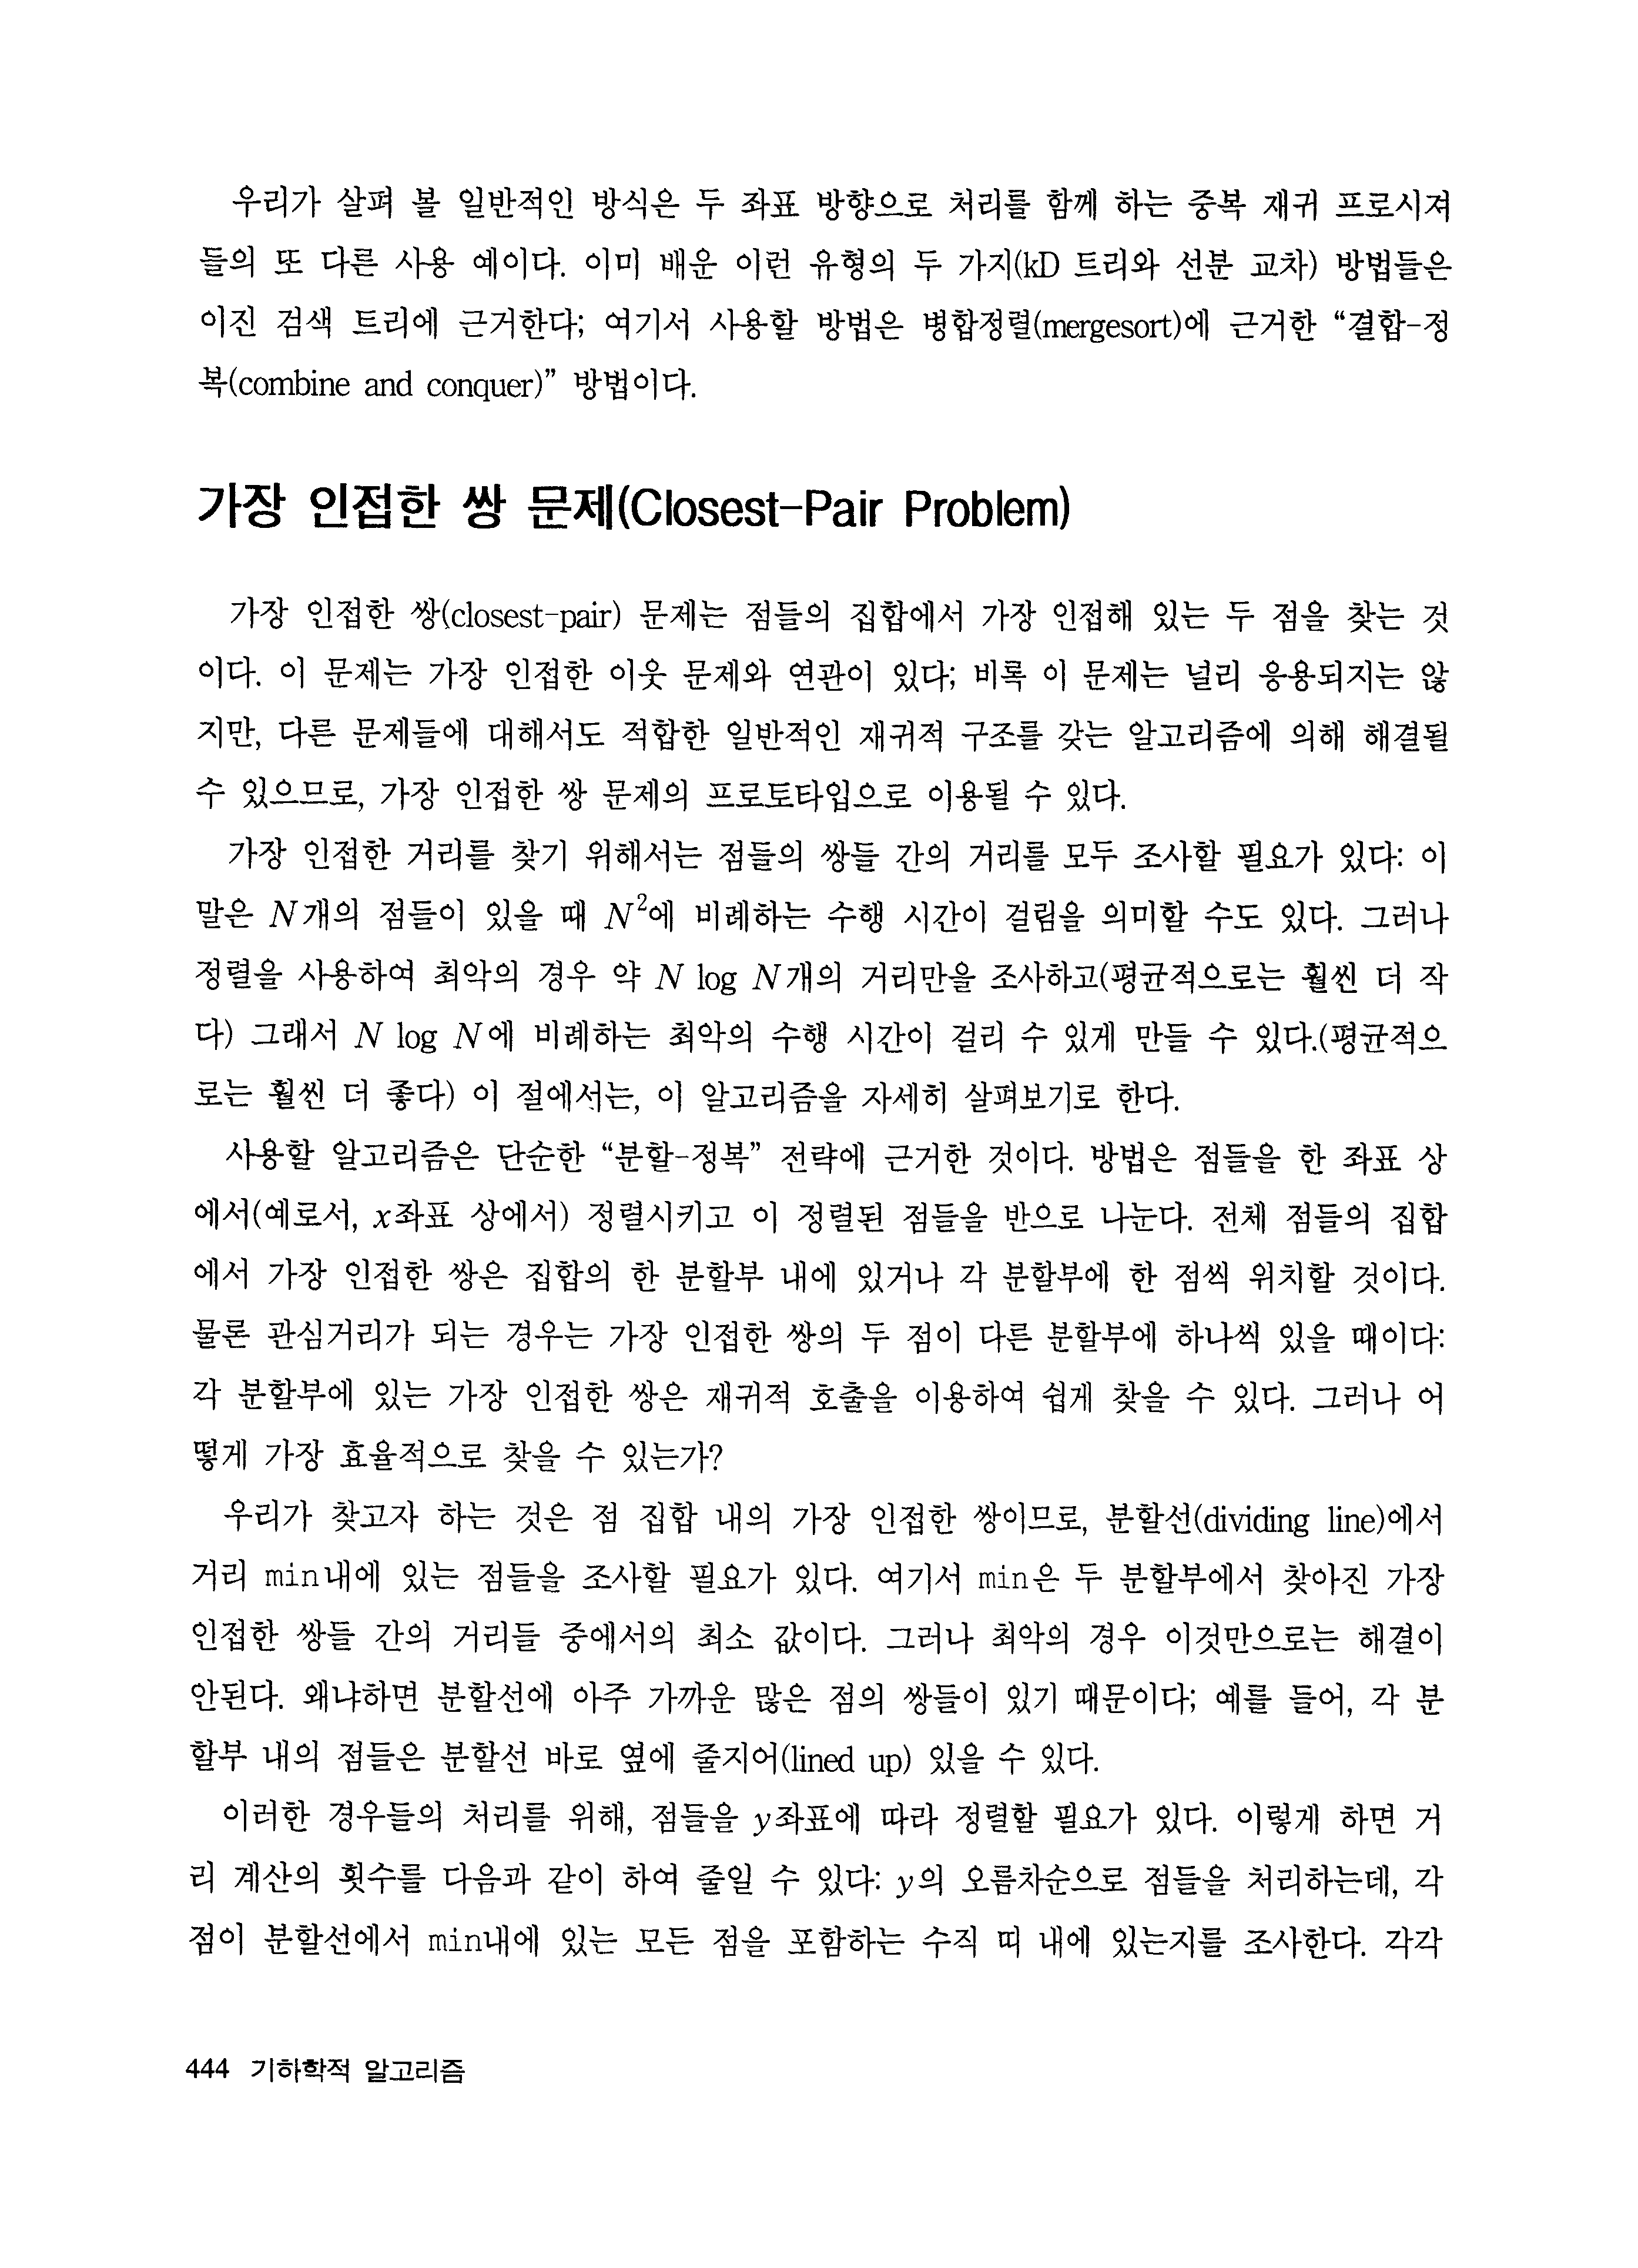 우리가 살펴 볼 일반적인 방식은 두 좌표 방향으로 처리를 함께 하는 중복 재귀 프로시져
들의 또 다른 사용 예이다. 이미 배운 이런 유형의 두 가지(kD 트리와 선분 교차) 방법들은
이진 검색 트리에 근거한다; 여기서 사용할 방법은 병합정렬(mergesort)에 근거한 “결합-정
복(combine and conquer)” 방법이다.
가장 인접한 쌍 문제(Closest-Pair Problem)
가장 인접한 쌍(closest-pair) 문제는 점들의 집합에서 가장 인접해 있는 두 점을 찾는 것
이다. 이 문제는 가장 인접한 이웃 문제와 연관이 있다; 비록 이 문제는 널리 응용되지는 않
지만, 다른 문제들에 대해서도 적합한 일반적인 재귀적 구조를 갖는 알고리즘에 의해 해결될
수 있으므로, 가장 인접한 쌍 문제의 프로토타입으로 이용될 수 있다.
가장 인접한 거리를 찾기 위해서는 점들의 쌍들 간의 거리를 모두 조사할 필요가 있다: 이
말은 N개의 점들이 있을 때 N²에 비례하는 수행 시간이 걸림을 의미할 수도 있다. 그러나
정렬을 사용하여 최악의 경우 약 N log N개의 거리만을 조사하고(평균적으로는 훨씬 더 작
다) 그래서 N log N에 비례하는 최악의 수행 시간이 걸리 수 있게 만들 수 있다.(평균적으
로는 훨씬 더 좋다) 이 절에서는, 이 알고리즘을 자세히 살펴보기로 한다.
사용할 알고리즘은 단순한 “분할-정복” 전략에 근거한 것이다. 방법은 점들을 한 좌표 상
에서(예로서, x좌표 상에서) 정렬시키고 이 정렬된 점들을 반으로 나눈다. 전체 점들의 집합
에서 가장 인접한 쌍은 집합의 한 분할부 내에 있거나 각 분할부에 한 점씩 위치할 것이다.
물론 관심거리가 되는 경우는 가장 인접한 쌍의 두 점이 다른 분할부에 하나씩 있을 때이다:
각 분할부에 있는 가장 인접한 쌍은 재귀적 호출을 이용하여 쉽게 찾을 수 있다. 그러나 어
떻게 가장 효율적으로 찾을 수 있는가?
우리가 찾고자 하는 것은 점 집합 내의 가장 인접한 쌍이므로, 분할선(dividing line)에서
거리 min내에 있는 점들을 조사할 필요가 있다. 여기서 min은 두 분할부에서 찾아진 가장
인접한 쌍들 간의 거리들 중에서의 최소 값이다. 그러나 최악의 경우 이것만으로는 해결이
안된다. 왜냐하면 분할선에 아주 가까운 많은 점의 쌍들이 있기 때문이다; 예를 들어, 각 분
할부 내의 점들은 분할선 바로 옆에 줄지어(lined up) 있을 수 있다.
이러한 경우들의 처리를 위해, 점들을 y좌표에 따라 정렬할 필요가 있다. 이렇게 하면 거
리 계산의 횟수를 다음과 같이 하여 줄일 수 있다: y의 오름차순으로 점들을 처리하는데, 각
점이 분할선에서 min내에 있는 모든 점을 포함하는 수직 띠 내에 있는지를 조사한다. 각각
444 기하학적 알고리즘